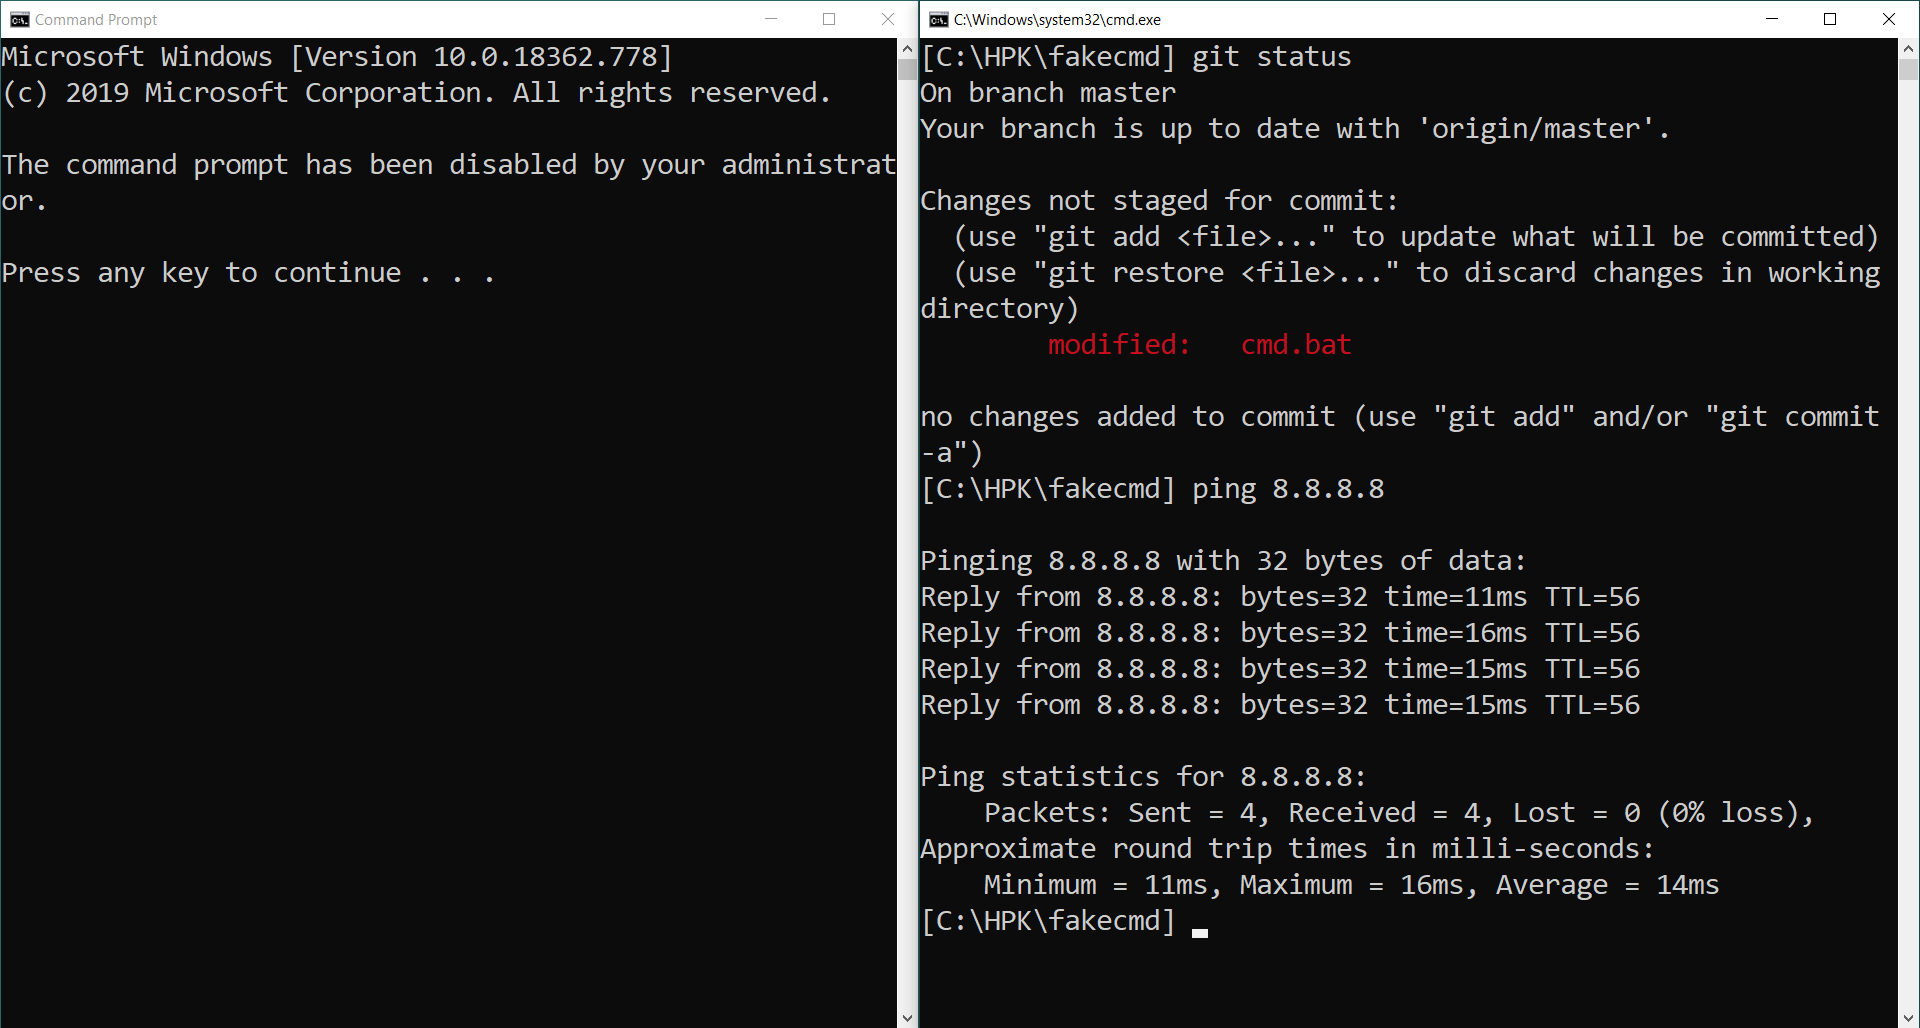 Command Prompt
Microsoft Windows [Version 10.0.18362.778]
(c) 2019 Microsoft Corporation. All rights reserved.
The command prompt has been disabled by your administrat
or.
Press any key to continue . . .
C:\Windows\system32\cmd.exe
[C:\HPK\fakecmd] git status
On branch master
Your branch is up to date with 'origin/master'.
Changes not staged for commit:
  (use "git add <file>..." to update what will be committed)
  (use "git restore <file>..." to discard changes in working
directory)
        modified:   cmd.bat
no changes added to commit (use "git add" and/or "git commit
-a")
[C:\HPK\fakecmd] ping 8.8.8.8
Pinging 8.8.8.8 with 32 bytes of data:
Reply from 8.8.8.8: bytes=32 time=11ms TTL=56
Reply from 8.8.8.8: bytes=32 time=16ms TTL=56
Reply from 8.8.8.8: bytes=32 time=15ms TTL=56
Reply from 8.8.8.8: bytes=32 time=15ms TTL=56
Ping statistics for 8.8.8.8:
    Packets: Sent = 4, Received = 4, Lost = 0 (0% loss),
Approximate round trip times in milli-seconds:
    Minimum = 11ms, Maximum = 16ms, Average = 14ms
[C:\HPK\fakecmd]